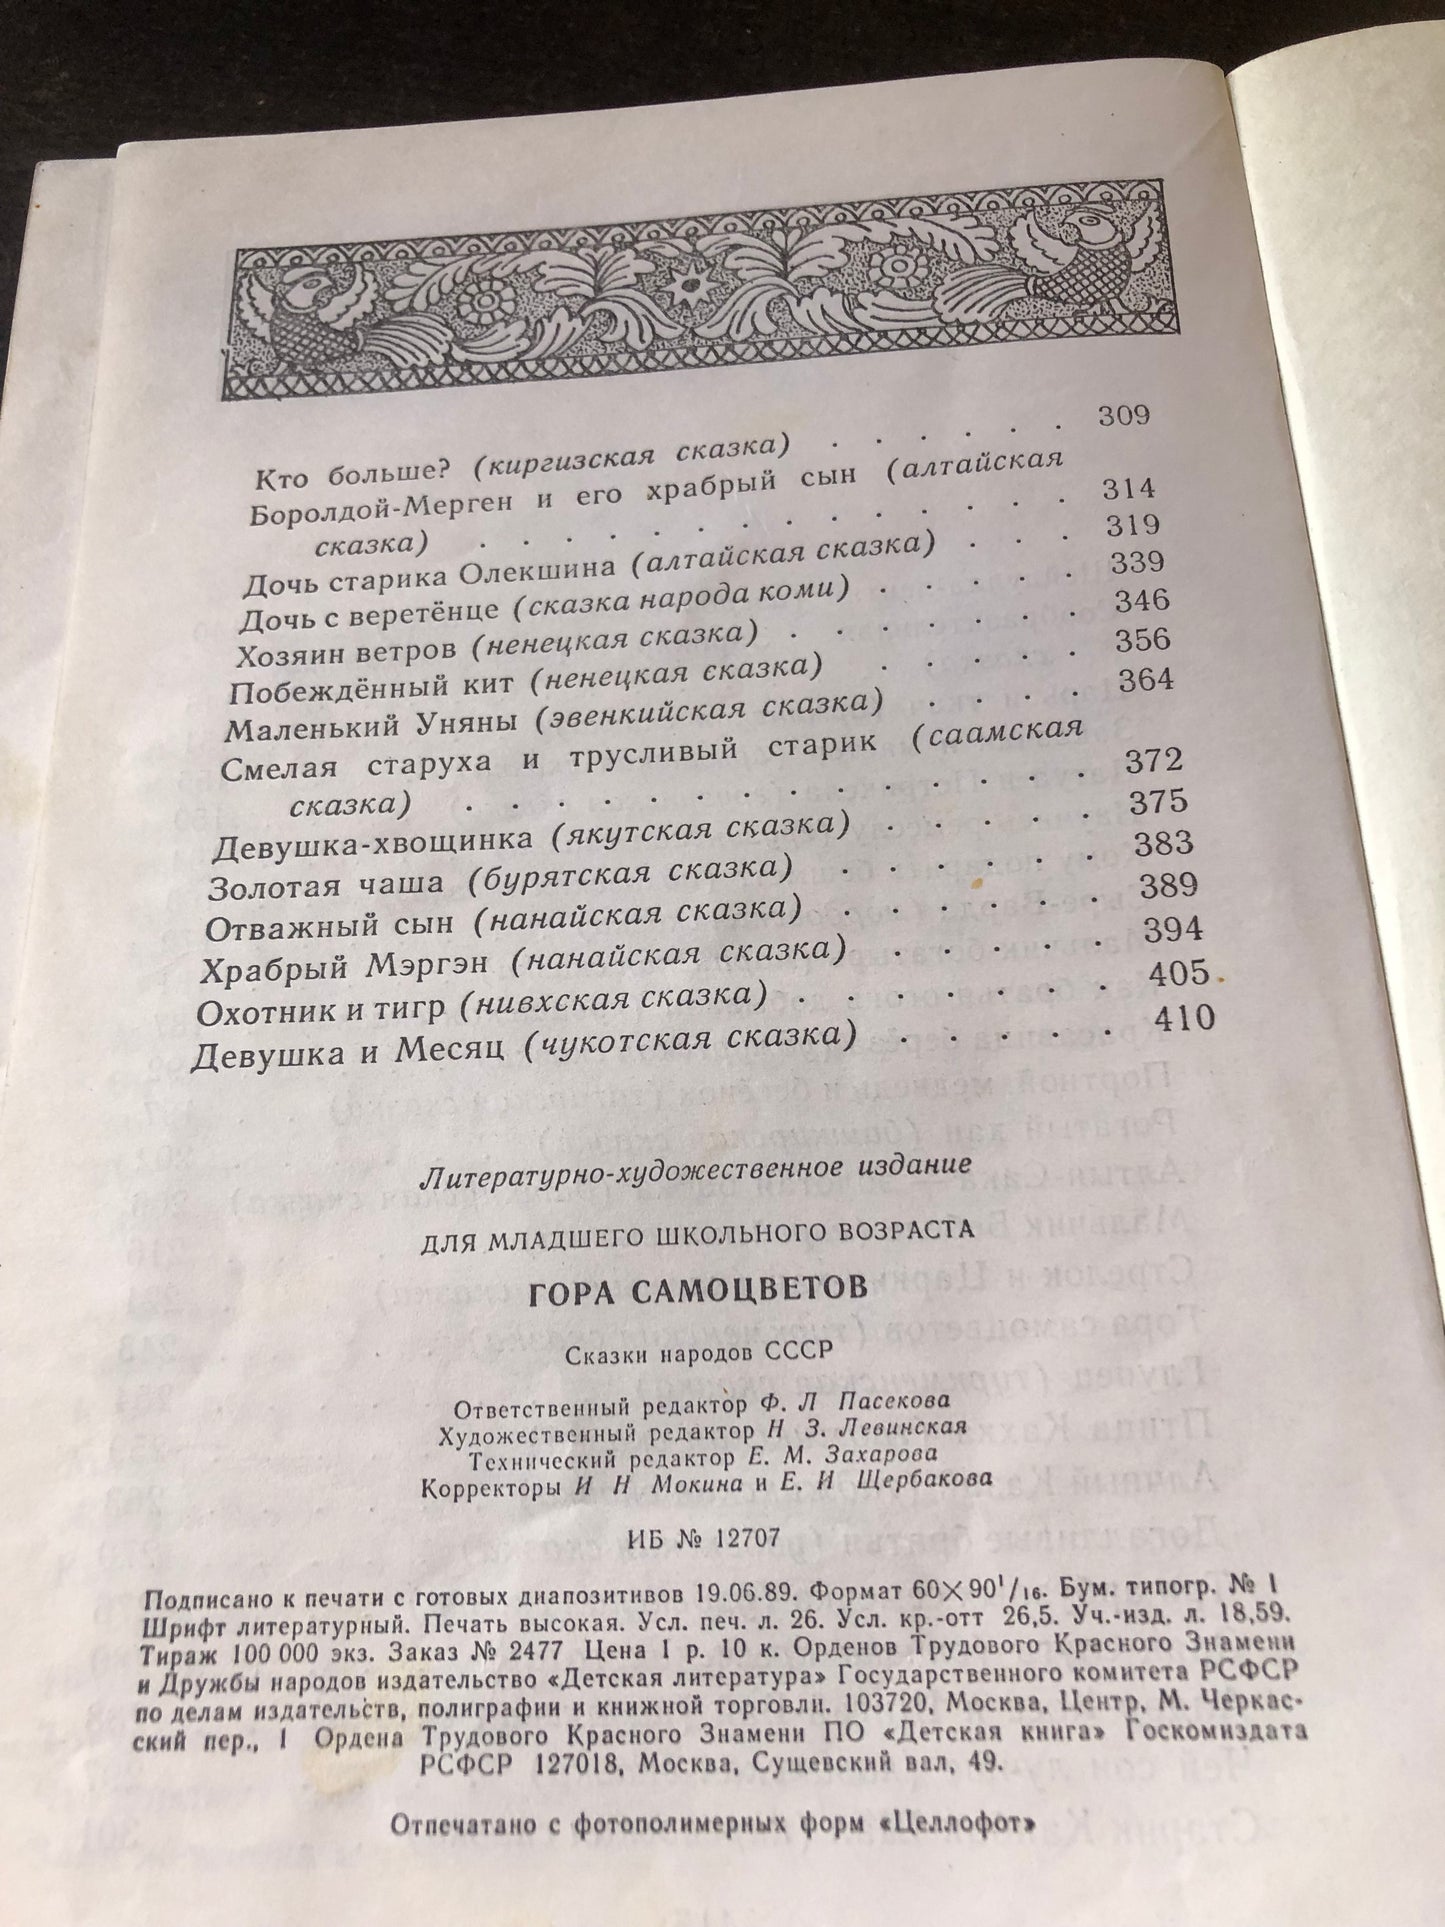 Кто больше? (киргизская сказка) . . . . . . 309
Боролдой-Мерген и его храбрый сын (алтайская
сказка) . . . . . . . . . . . . . . 314
Дочь старика Олекшина (алтайская сказка) . . . 319
Дочь с веретёнце (сказка народа коми) . . . . . 339
Хозяин ветров (ненецкая сказка) . . . . . . . 346
Побеждённый кит (ненецкая сказка) . . . . . 356
Маленький Уняны (эвенкийская сказка) . . . . 364
Смелая старуха и трусливый старик (саамская
сказка) . . . . . . . . . . . . . . 372
Девушка-хвощинка (якутская сказка) . . . . . 375
Золотая чаша (бурятская сказка) . . . . . . 383
Отважный сын (нанайская сказка) . . . . . . 389
Храбрый Мэргэн (нанайская сказка) . . . . . 394
Охотник и тигр (нивхская сказка) . . . . . . . 405
Девушка и Месяц (чукотская сказка) . . . . . 410
Литературно-художественное издание
ДЛЯ МЛАДШЕГО ШКОЛЬНОГО ВОЗРАСТА
ГОРА САМОЦВЕТОВ
Сказки народов СССР
Ответственный редактор Ф. Л Пасекова
Художественный редактор Н З. Левинская
Технический редактор Е. М. Захарова
Корректоры И Н Мокина и Е. И Щербакова
ИБ № 12707
Подписано к печати с готовых диапозитивов 19.06.89. Формат 60×90¹/₁₆. Бум. типогр. № 1
Шрифт литературный. Печать высокая. Усл. печ. л. 26. Усл. кр.-отт 26,5. Уч.-изд. л. 18,59.
Тираж 100 000 экз. Заказ № 2477 Цена 1 р. 10 к. Орденов Трудового Красного Знамени
и Дружбы народов издательство «Детская литература» Государственного комитета РСФСР
по делам издательств, полиграфии и книжной торговли. 103720, Москва, Центр, М. Черкас-
ский пер., 1 Ордена Трудового Красного Знамени ПО «Детская книга» Госкомиздата
РСФСР 127018, Москва, Сущевский вал, 49.
Отпечатано с фотополимерных форм «Целлофот»